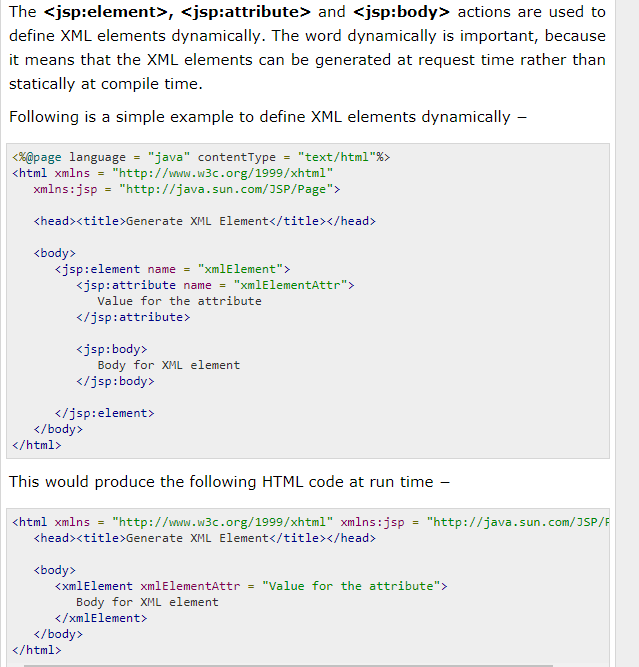 The <jsp:element>, <jsp:attribute> and <jsp:body> actions are used to
define XML elements dynamically. The word dynamically is important, because
it means that the XML elements can be generated at request time rather than
statically at compile time.
Following is a simple example to define XML elements dynamically −
<%@page language = "java" contentType = "text/html"%>
<html xmlns = "http://www.w3c.org/1999/xhtml"
xmlns:jsp = "http://java.sun.com/JSP/Page">
<head><title>Generate XML Element</title></head>
<body>
<jsp:element name = "xmlElement">
<jsp:attribute name = "xmlElementAttr">
Value for the attribute
</jsp:attribute>
<jsp:body>
Body for XML element
</jsp:body>
</jsp:element>
</body>
</html>
This would produce the following HTML code at run time −
<html xmlns = "http://www.w3c.org/1999/xhtml" xmlns:jsp = "http://java.sun.com/JSP/
<head><title>Generate XML Element</title></head>
<body>
<xmlElement xmlElementAttr = "Value for the attribute">
Body for XML element
</xmlElement>
</body>
</html>